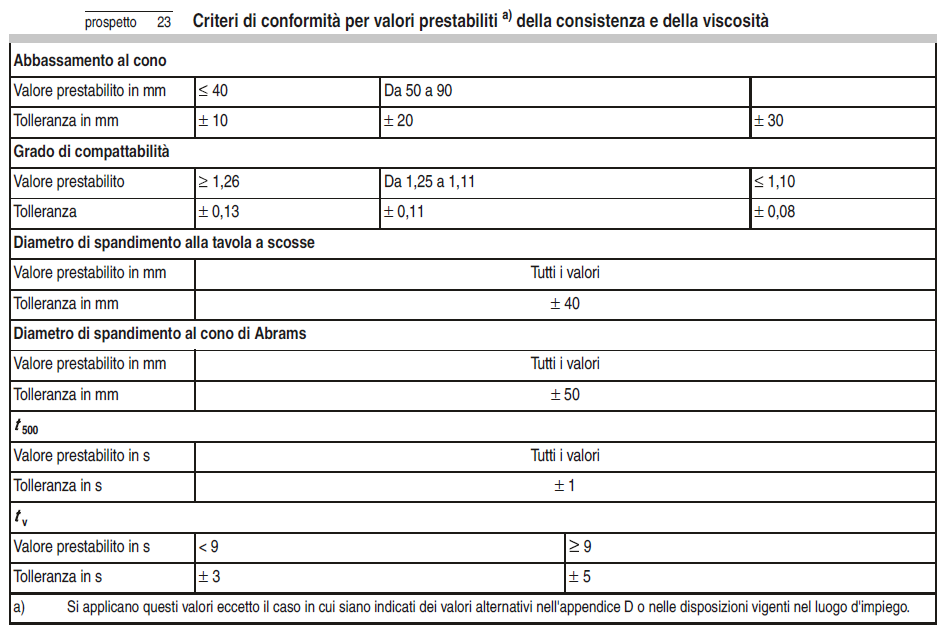 prospetto 23 Criteri di conformità per valori prestabiliti a) della consistenza e della viscosità
Abbassamento al cono
Valore prestabilito in mm ≤ 40 Da 50 a 90
Tolleranza in mm ± 10 ± 20 ± 30
Grado di compattabilità
Valore prestabilito ≥ 1,26 Da 1,25 a 1,11 ≤ 1,10
Tolleranza ± 0,13 ± 0,11 ± 0,08
Diametro di spandimento alla tavola a scosse
Valore prestabilito in mm Tutti i valori
Tolleranza in mm ± 40
Diametro di spandimento al cono di Abrams
Valore prestabilito in mm Tutti i valori
Tolleranza in mm ± 50
t500
Valore prestabilito in s Tutti i valori
Tolleranza in s ± 1
tv
Valore prestabilito in s < 9 ≥ 9
Tolleranza in s ± 3 ± 5
a) Si applicano questi valori eccetto il caso in cui siano indicati dei valori alternativi nell'appendice D o nelle disposizioni vigenti nel luogo d'impiego.